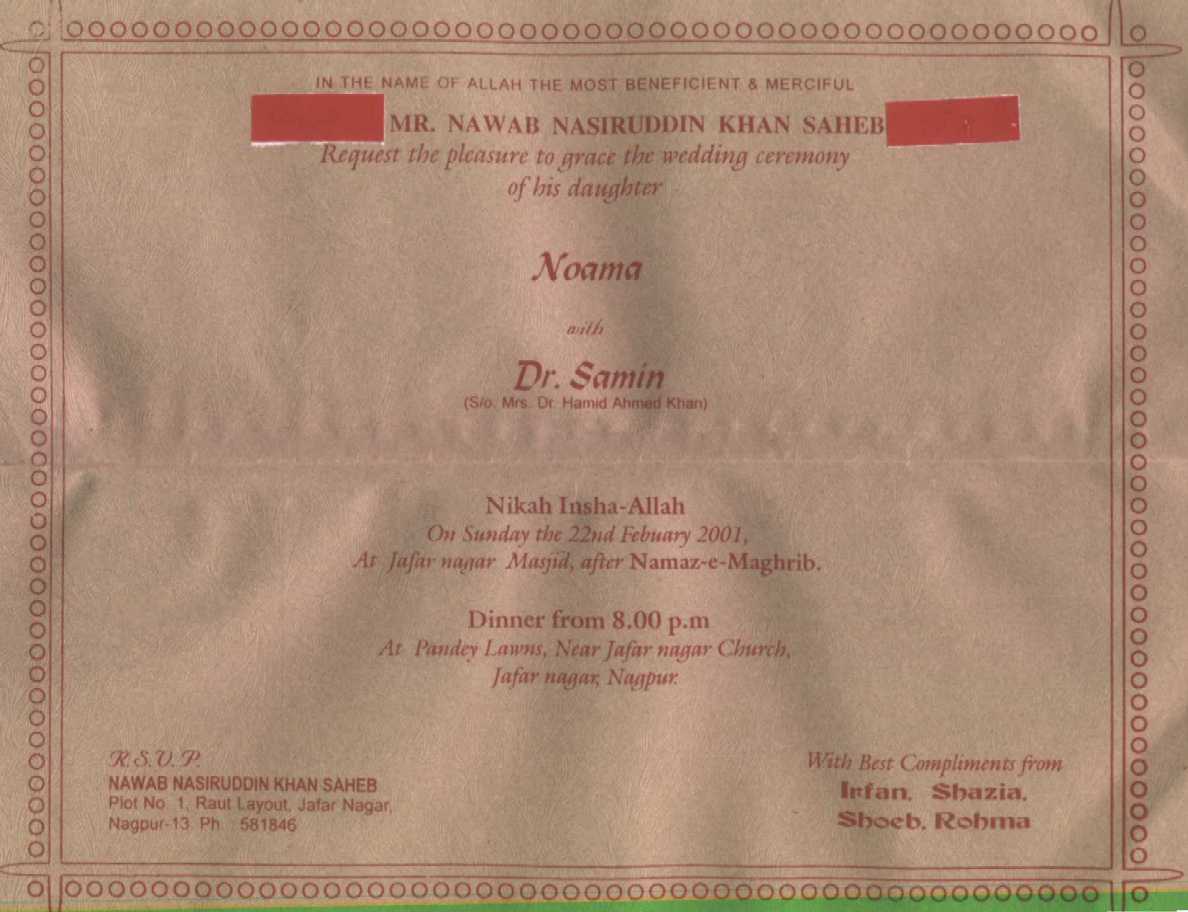 IN THE NAME OF ALLAH THE MOST BENEFICIENT & MERCIFUL
MR. NAWAB NASIRUDDIN KHAN SAHEB
Request the pleasure to grace the wedding ceremony
of his daughter
Noama
with
Dr. Samin
(S/o. Mrs. Dr. Hamid Ahmed Khan)
Nikah Insha-Allah
On Sunday the 22nd Febuary 2001,
At Jafar nagar Masjid, after Namaz-e-Maghrib.
Dinner from 8.00 p.m
At Pandey Lawns, Near Jafar nagar Church,
Jafar nagar, Nagpur.
R.S.V.P.
NAWAB NASIRUDDIN KHAN SAHEB
Plot No. 1, Raut Layout, Jafar Nagar,
Nagpur-13. Ph. : 581846
With Best Compliments from
Irfan, Shazia,
Shoeb, Rohma